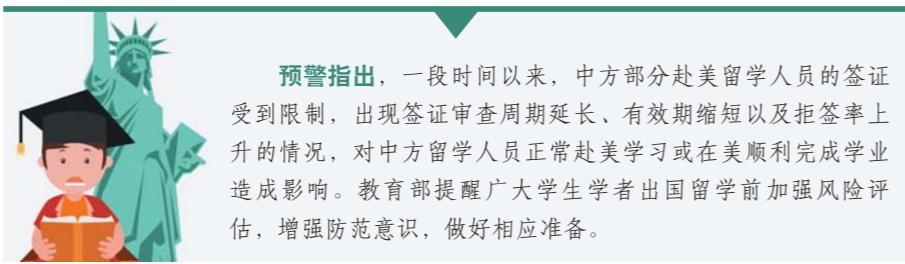 预警指出，一段时间以来，中方部分赴美留学人员的签证
受到限制，出现签证审查周期延长、有效期缩短以及拒签率上
升的情况，对中方留学人员正常赴美学习或在美顺利完成学业
造成影响。教育部提醒广大学生学者出国留学前加强风险评
估，增强防范意识，做好相应准备。